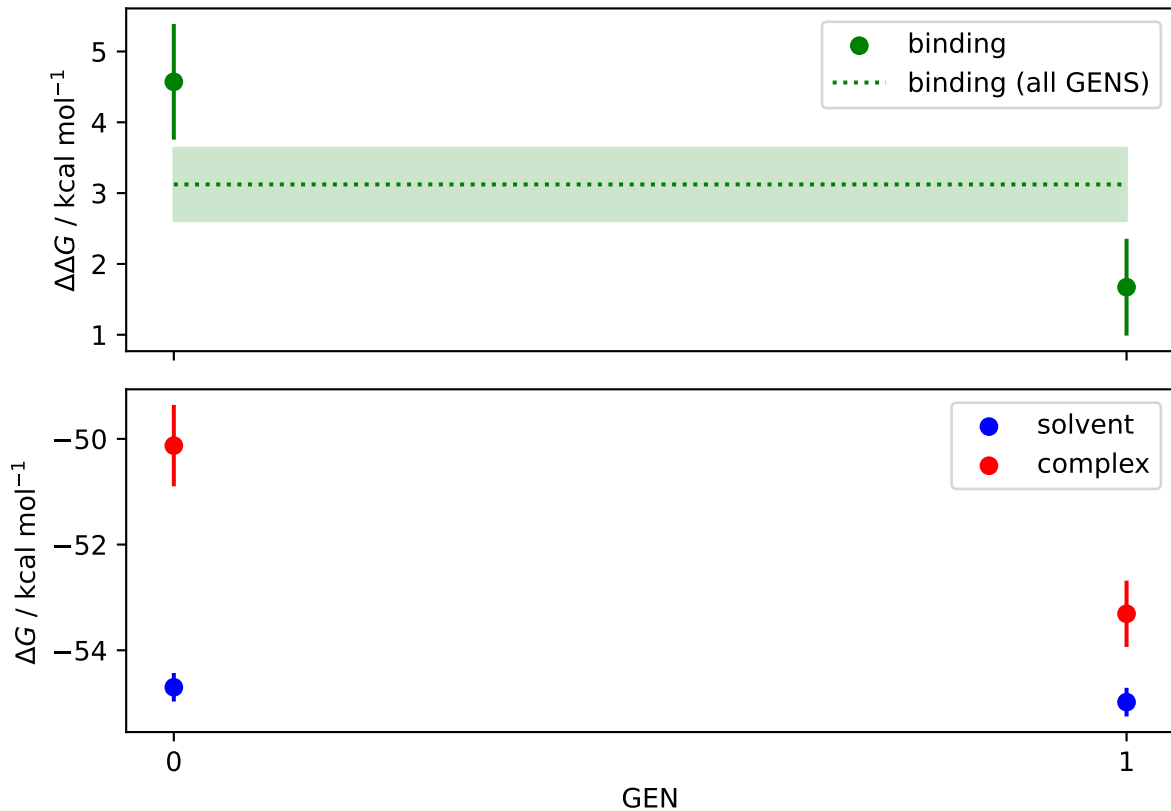 5
4
3
2
1
ΔΔG / kcal mol⁻¹
binding
binding (all GENS)
−50
−52
−54
ΔG / kcal mol⁻¹
solvent
complex
0
1
GEN